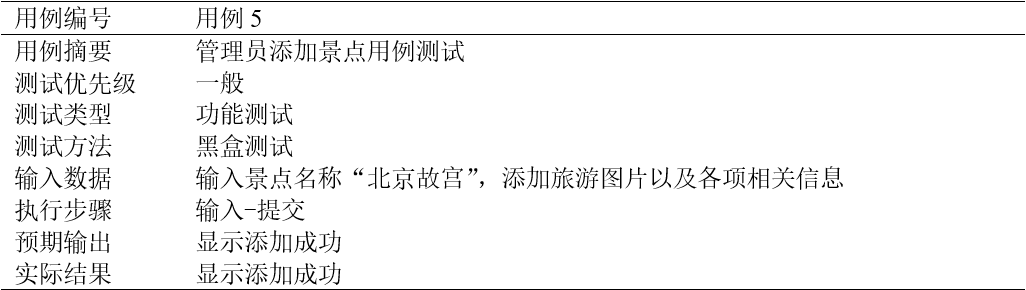 用例编号 用例 5
用例摘要 管理员添加景点用例测试
测试优先级 一般
测试类型 功能测试
测试方法 黑盒测试
输入数据 输入景点名称“北京故宫”，添加旅游图片以及各项相关信息
执行步骤 输入-提交
预期输出 显示添加成功
实际结果 显示添加成功